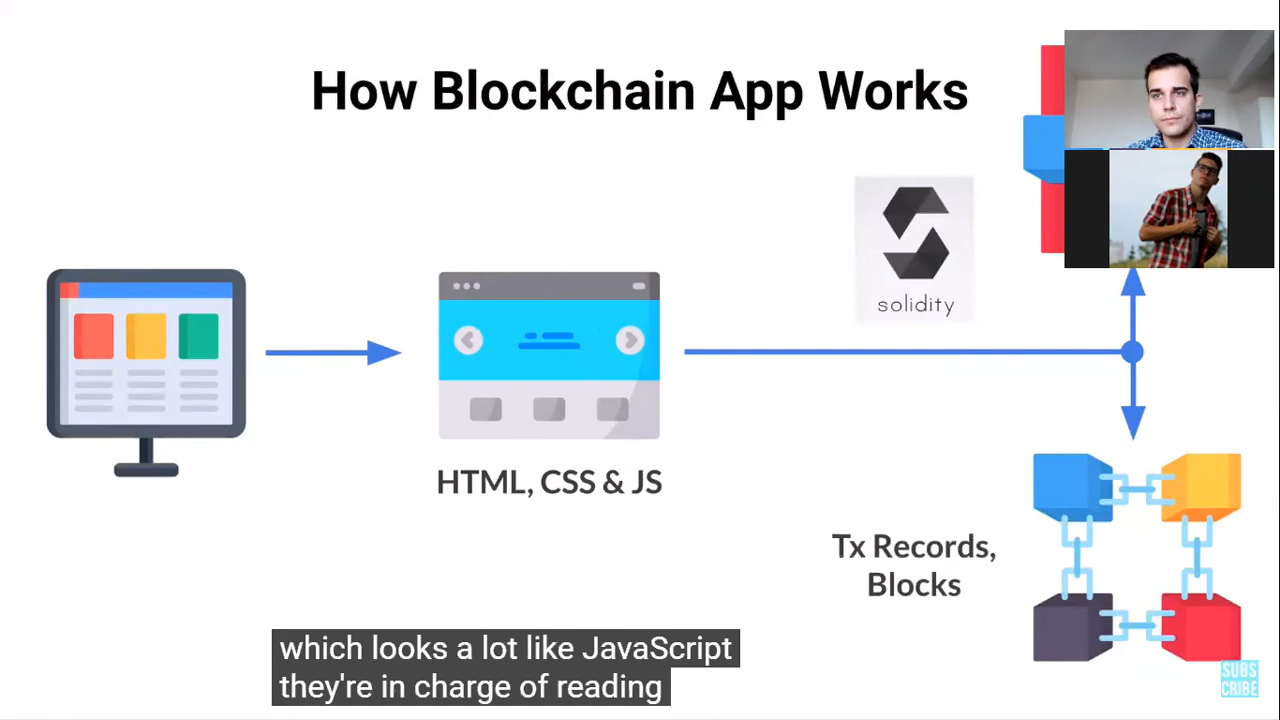 How Blockchain App Works
solidity
HTML, CSS & JS
Tx Records,
Blocks
which looks a lot like JavaScript
they're in charge of reading
SUBS
CRIBE